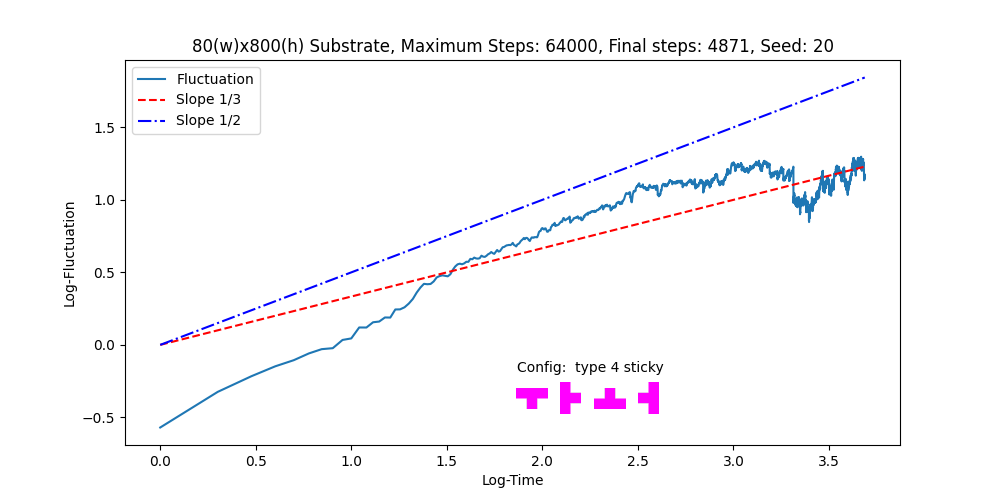 80(w)x800(h) Substrate, Maximum Steps: 64000, Final steps: 4871, Seed: 20
Fluctuation
Slope 1/3
Slope 1/2
1.5
1.0
0.5
0.0
−0.5
Log-Fluctuation
Config:  type 4 sticky
0.0 0.5 1.0 1.5 2.0 2.5 3.0 3.5
Log-Time